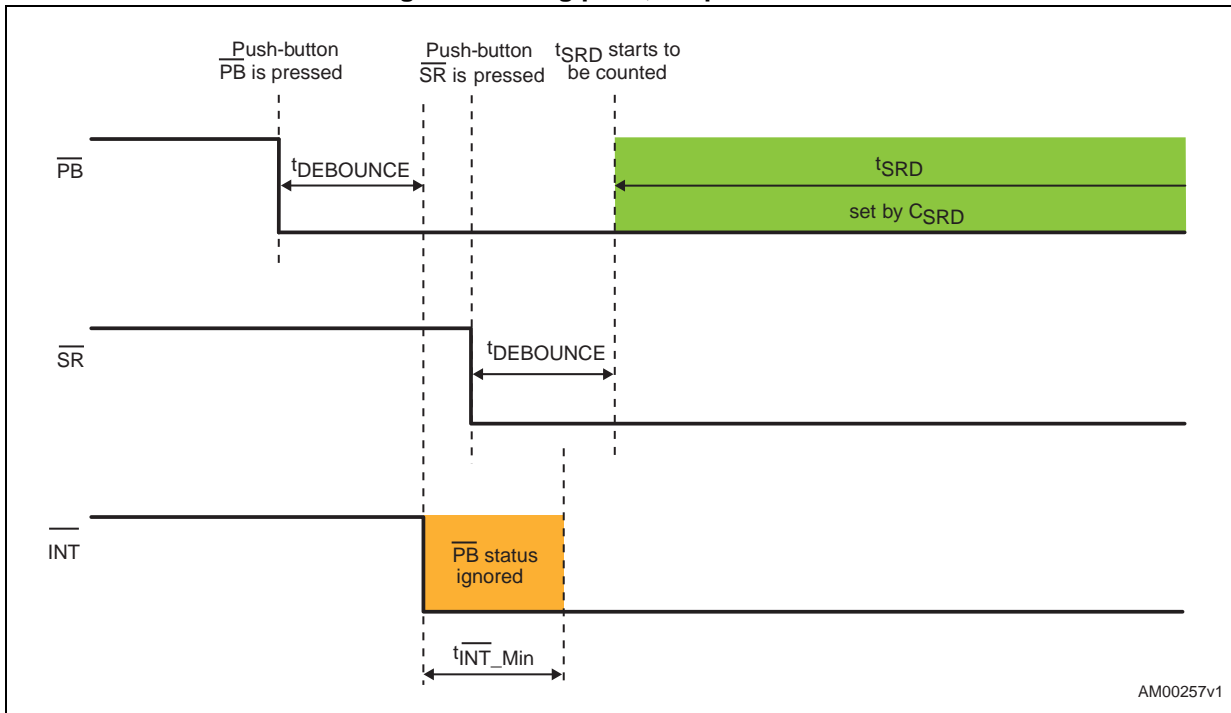 Push-button
PB is pressed
Push-button
SR is pressed
tSRD starts to
be counted
PB
tDEBOUNCE
tSRD
set by CSRD
SR
tDEBOUNCE
INT
PB status
ignored
tINT_Min
AM00257v1